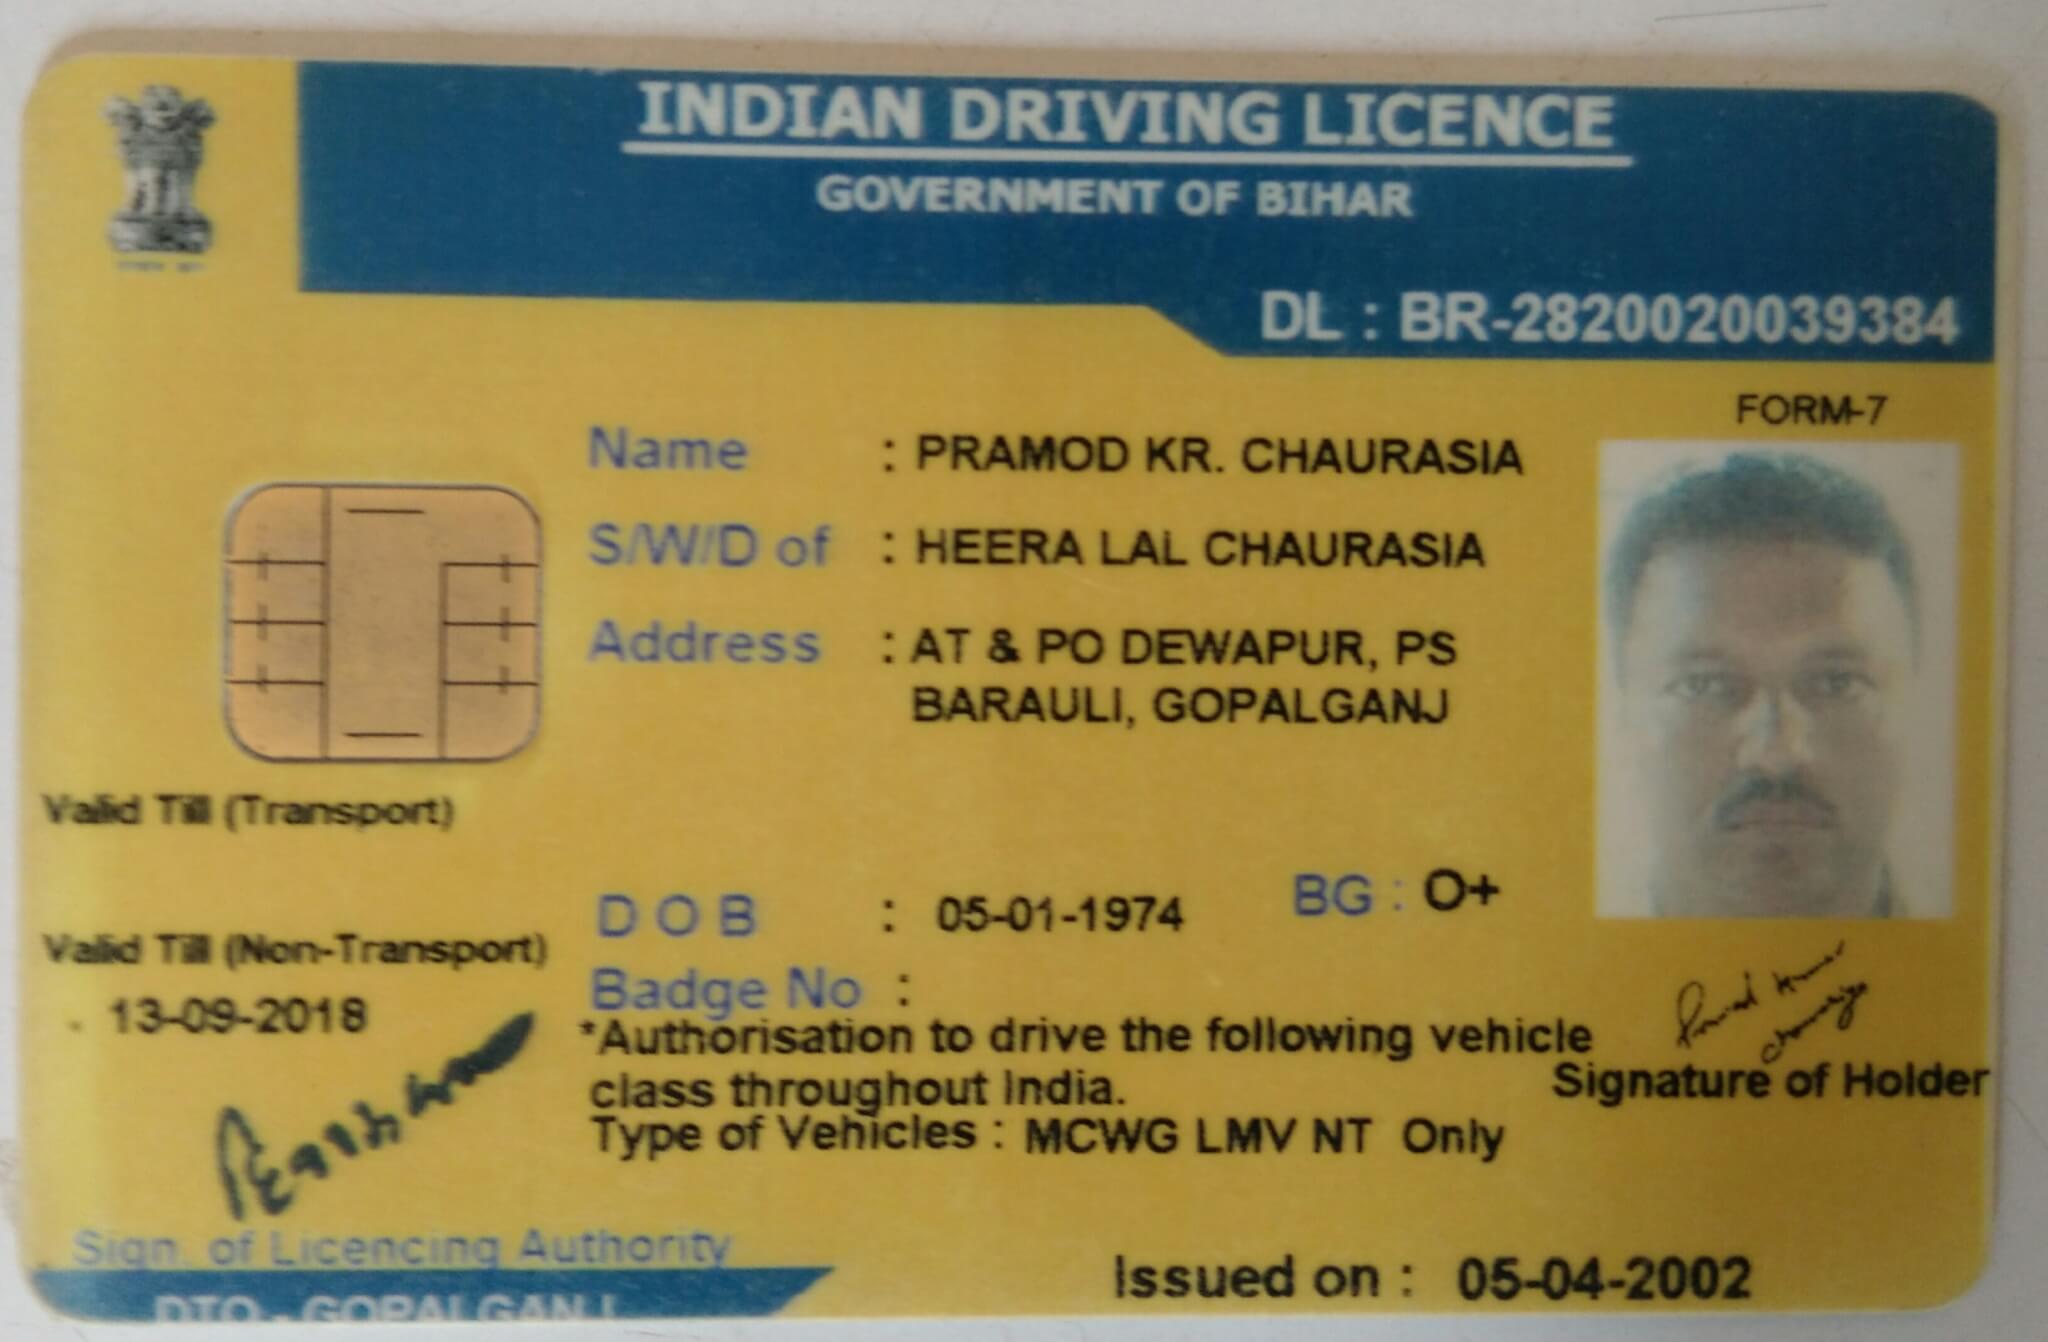 INDIAN DRIVING LICENCE
GOVERNMENT OF BIHAR
DL : BR-2820020039384
FORM-7
Name : PRAMOD KR. CHAURASIA
S/W/D of : HEERA LAL CHAURASIA
Address : AT & PO DEWAPUR, PS
BARAULI, GOPALGANJ
Valid Till (Transport)
D O B : 05-01-1974 BG : O+
Valid Till (Non-Transport)
13-09-2018
Badge No :
*Authorisation to drive the following vehicle
class throughout India.
Type of Vehicles : MCWG LMV NT Only
Pramod Kumar
Chaurasiya
Signature of Holder
Sign. of Licencing Authority
DTO - GOPALGANJ
Issued on : 05-04-2002